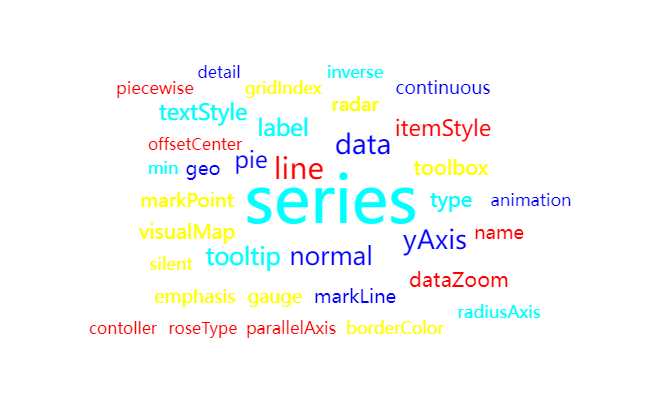 detail
inverse
piecewise
gridIndex
continuous
textStyle
radar
label
itemStyle
offsetCenter
data
pie
line
min
geo
toolbox
series
markPoint
type
animation
visualMap
yAxis
name
silent
tooltip
normal
dataZoom
emphasis
gauge
markLine
radiusAxis
contoller
roseType
parallelAxis
borderColor